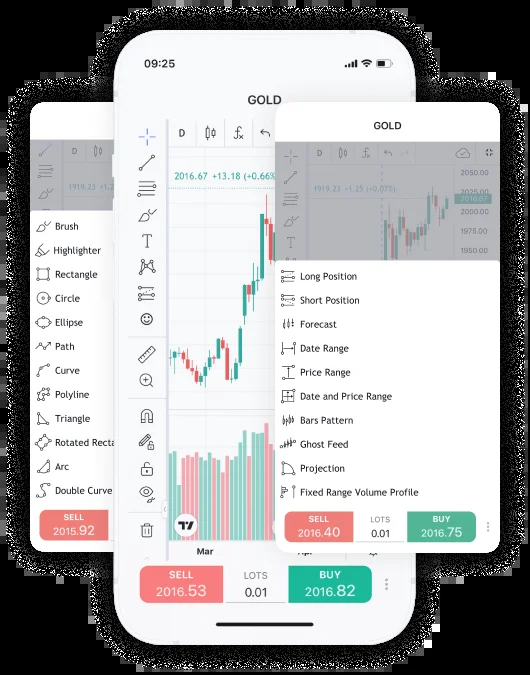 09:25
GOLD
D
2016.67 +13.18 (+0.66%
Mar
SELL
2016.53
LOTS
0.01
BUY
2016.82
D
1919.23 -1.2
Brush
Highlighter
Rectangle
Circle
Ellipse
Path
Curve
Polyline
Triangle
Rotated Recta
Arc
Double Curve
SELL
2015.92
GOLD
D
1919.23 -1.25 (+0.07%)
2050.00
2025.00
2016.67
2000.00
1975.00
1950.00
Long Position
Short Position
Forecast
Date Range
Price Range
Date and Price Range
Bars Pattern
Ghost Feed
Projection
Fixed Range Volume Profile
SELL
2016.40
LOTS
0.01
BUY
2016.75